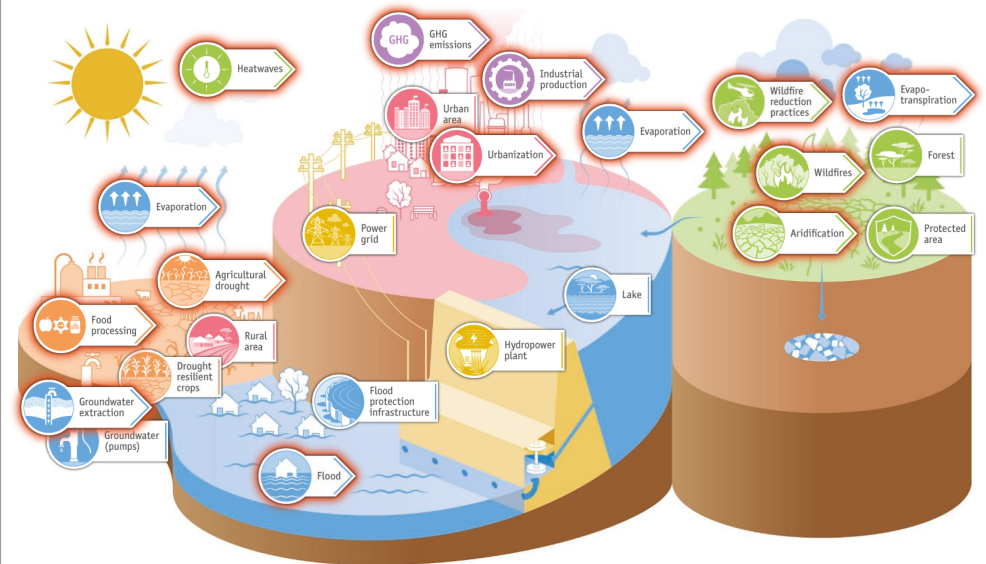 GHG
GHG
emissions
Heatwaves
Industrial
production
Urban
area
Urbanization
Evaporation
Wildfire
reduction
practices
Evapo-
transpiration
Wildfires
Forest
Aridification
Protected
area
Evaporation
Power
grid
Agricultural
drought
Lake
Food
processing
Rural
area
Hydropower
plant
Drought
resilient
crops
Groundwater
extraction
Flood
protection
infrastructure
Groundwater
(pumps)
Flood